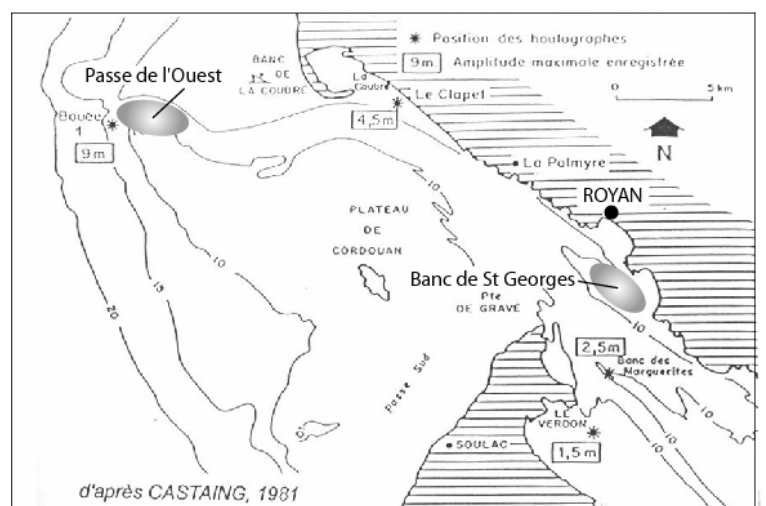 Position des houlographes
9m Amplitude maximale enregistrée
0 5 km
N
BANC
DE
LA COUBRE
La
Coubre
Le Clapet
4,5m
Passe de l'Ouest
Bouée
1
9m
La Palmyre
ROYAN
10
PLATEAU
DE
CORDOUAN
10
Banc de St Georges
Pte
DE GRAVE
10
20
15
10
2,5m
Banc des
Marguerites
Passe Sud
10
10
LE
VERDON
SOULAC
1,5m
10
d'après CASTAING, 1981